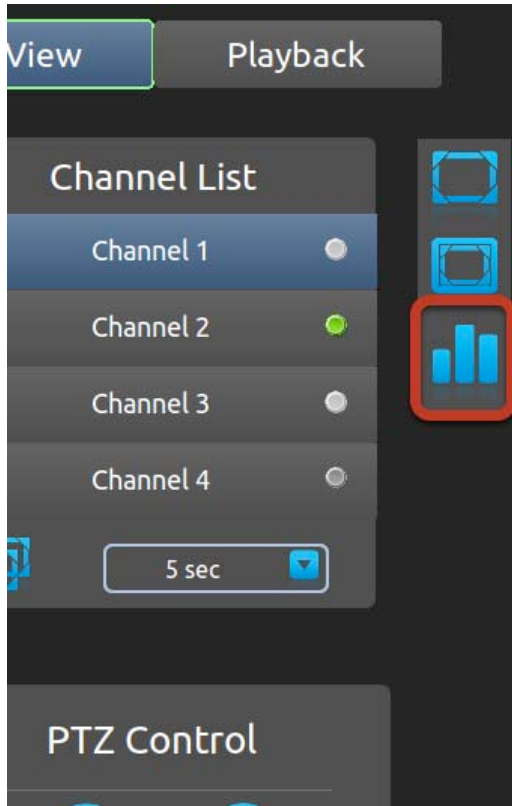 View
Playback
Channel List
Channel 1
Channel 2
Channel 3
Channel 4
5 sec
PTZ Control